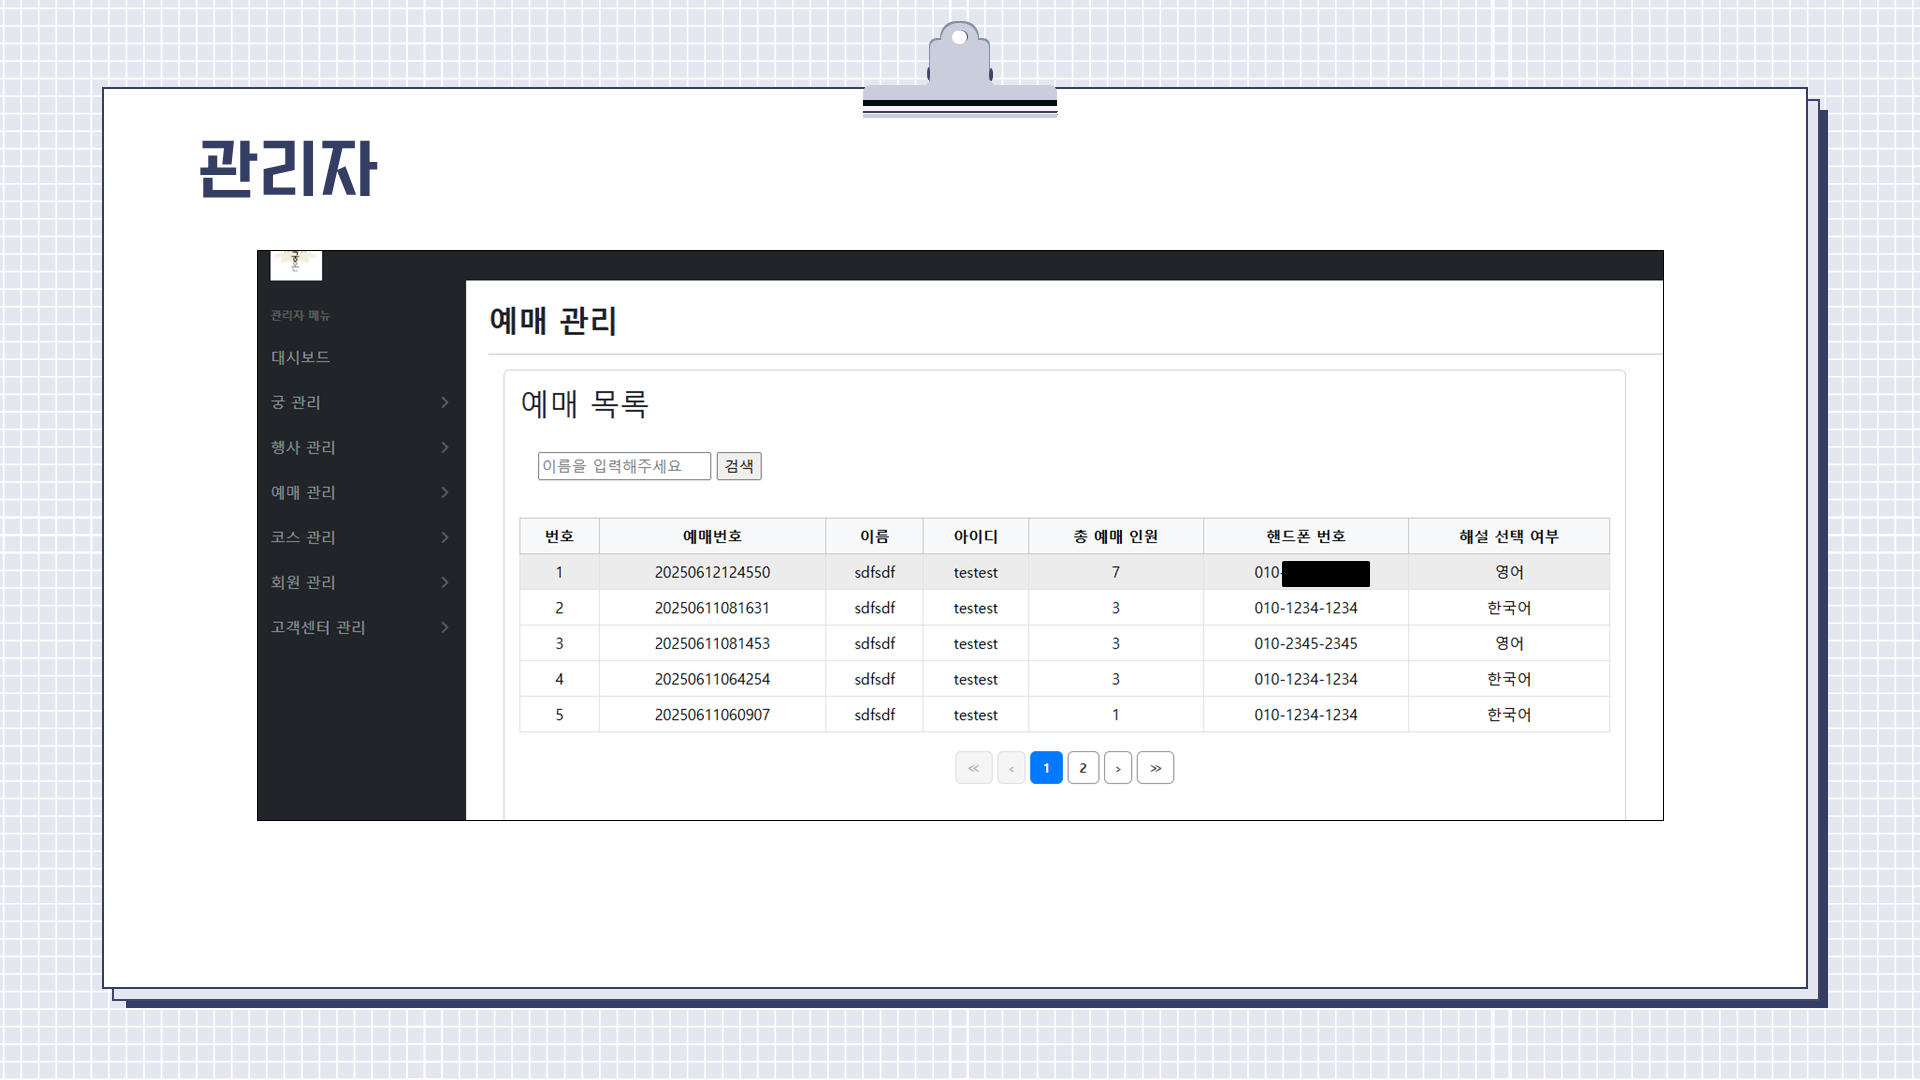 관리자
관리자 메뉴
대시보드
궁 관리
행사 관리
예매 관리
코스 관리
회원 관리
고객센터 관리
예매 관리
예매 목록
이름을 입력해주세요 검색
번호 예매번호 이름 아이디 총 예매 인원 핸드폰 번호 해설 선택 여부
1 20250612124550 sdfsdf testest 7 010- 영어
2 20250611081631 sdfsdf testest 3 010-1234-1234 한국어
3 20250611081453 sdfsdf testest 3 010-2345-2345 영어
4 20250611064254 sdfsdf testest 3 010-1234-1234 한국어
5 20250611060907 sdfsdf testest 1 010-1234-1234 한국어
« ‹ 1 2 › »